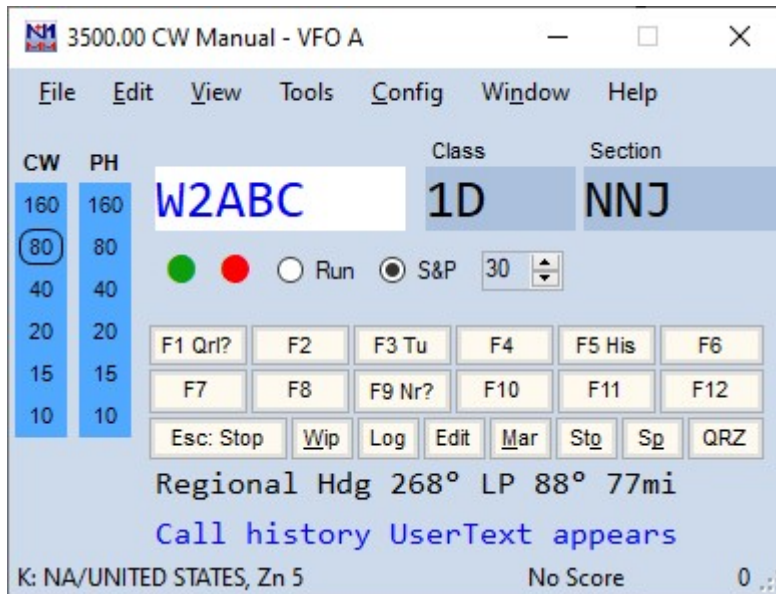 N1MM 3500.00 CW Manual - VFO A
File Edit View Tools Config Window Help
Class Section
CW PH
W2ABC 1D NNJ
160 160
80 80
Run S&P 30
40 40
20 20
F1 Qrl? F2 F3 Tu F4 F5 His F6
15 15
F7 F8 F9 Nr? F10 F11 F12
10 10
Esc: Stop Wip Log Edit Mar Sto Sp QRZ
Regional Hdg 268° LP 88° 77mi
Call history UserText appears
K: NA/UNITED STATES, Zn 5 No Score 0